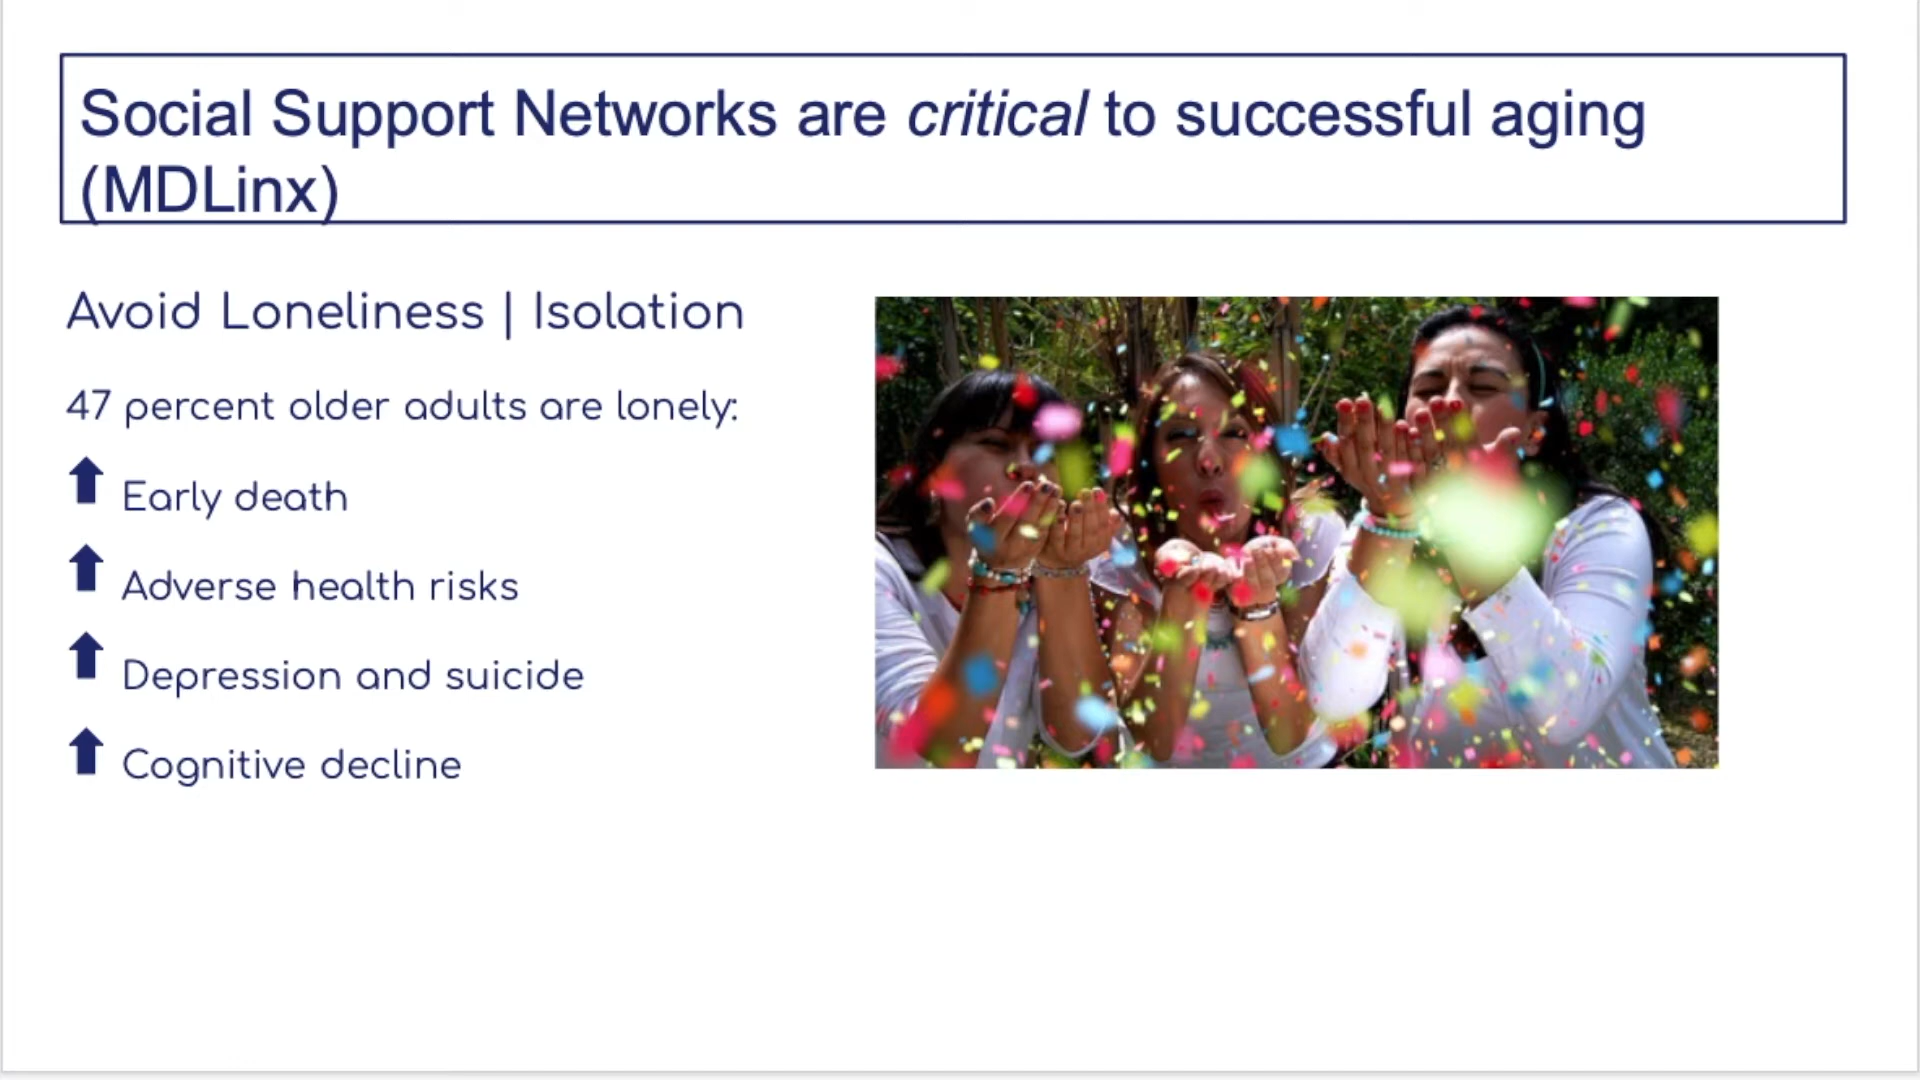 Social Support Networks are critical to successful aging
(MDLinx)
Avoid Loneliness | Isolation
47 percent older adults are lonely:
Early death
Adverse health risks
Depression and suicide
Cognitive decline